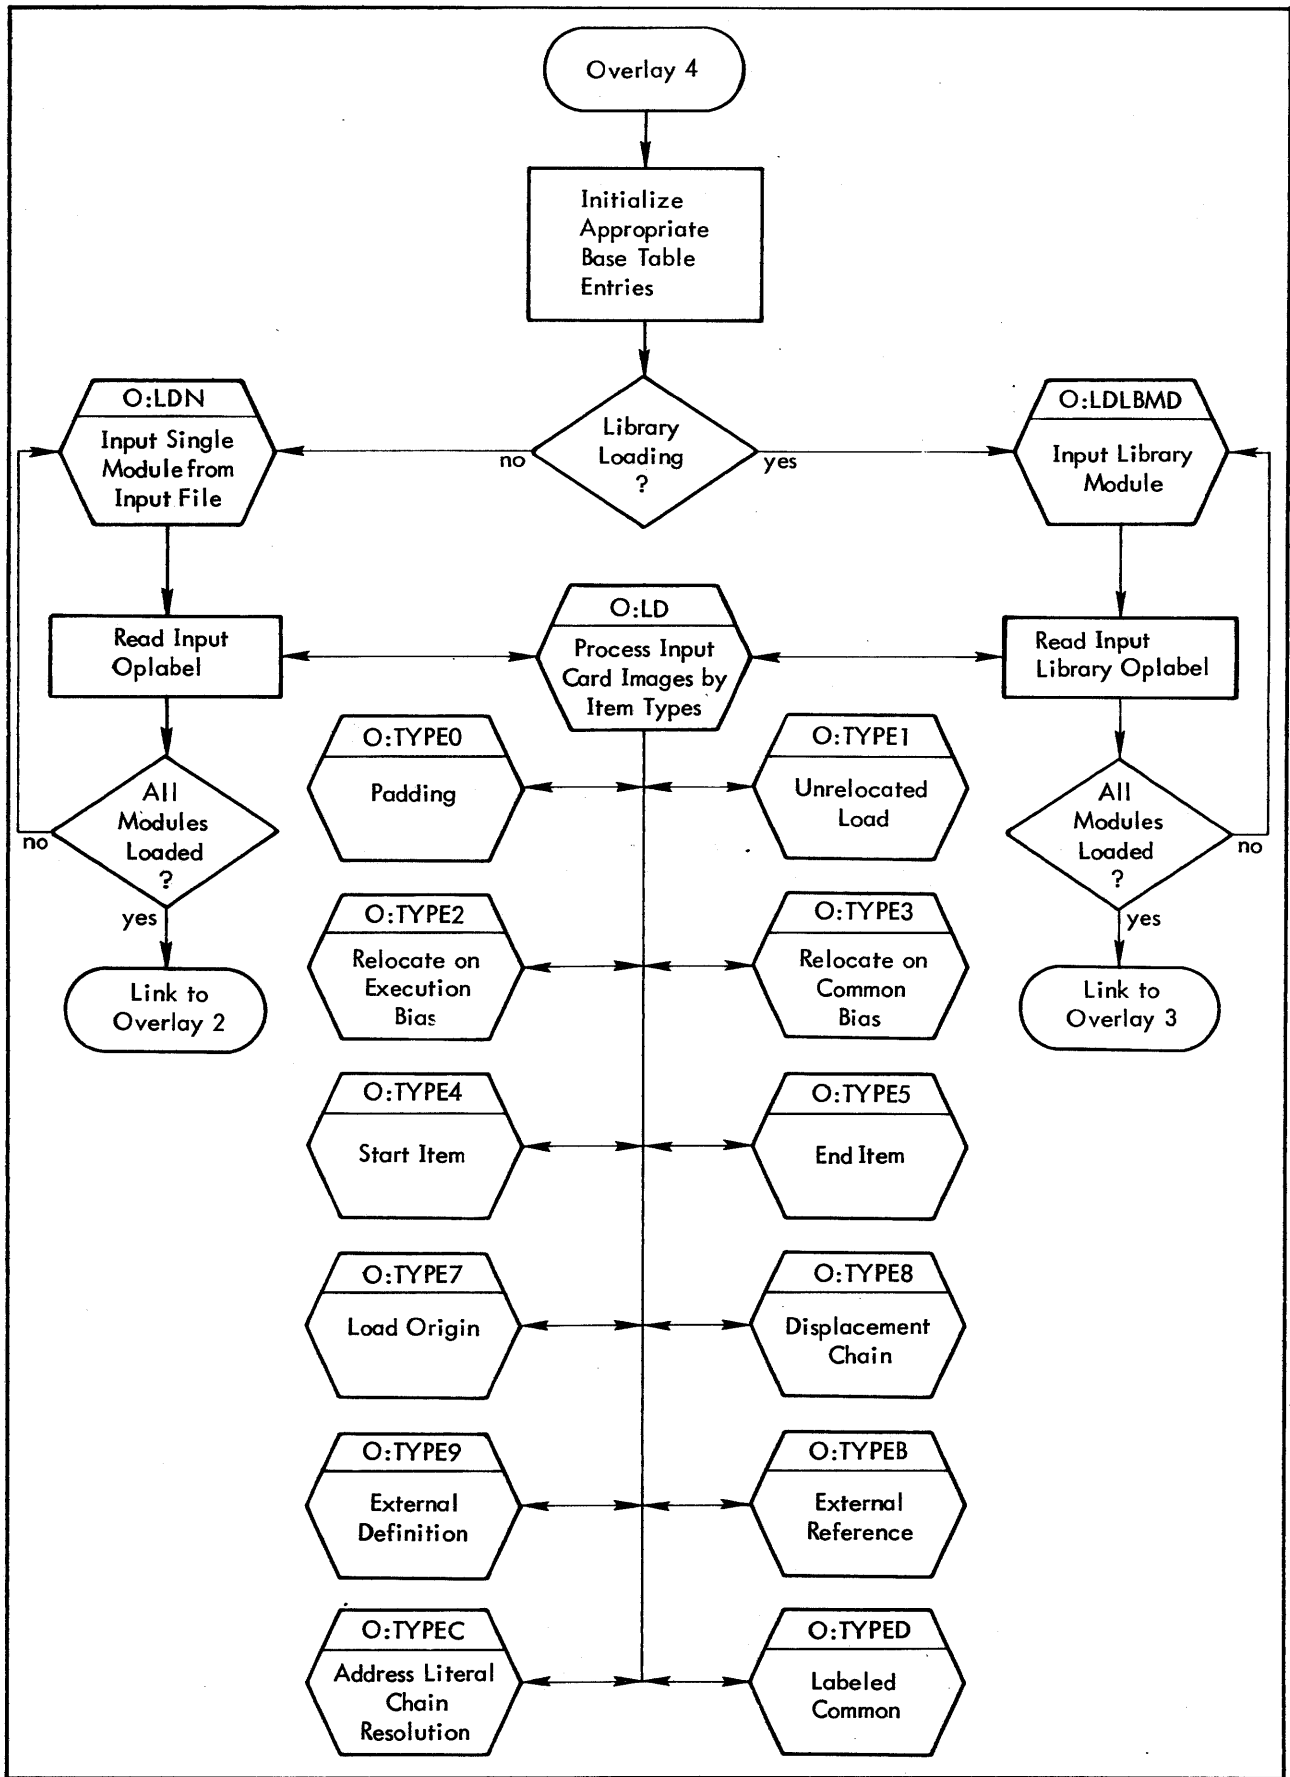 Overlay 4
Initialize
Appropriate
Base Table
Entries
O:LDN
Input Single
Module from
Input File
Library
Loading
?
no
yes
O:LDLBMD
Input Library
Module
Read Input
Oplabel
O:LD
Process Input
Card Images by
Item Types
Read Input
Library Oplabel
All
Modules
Loaded
?
no
yes
Link to
Overlay 2
All
Modules
Loaded
?
no
yes
Link to
Overlay 3
O:TYPE0
Padding
O:TYPE1
Unrelocated
Load
O:TYPE2
Relocate on
Execution
Bias
O:TYPE3
Relocate on
Common
Bias
O:TYPE4
Start Item
O:TYPE5
End Item
O:TYPE7
Load Origin
O:TYPE8
Displacement
Chain
O:TYPE9
External
Definition
O:TYPEB
External
Reference
O:TYPEC
Address Literal
Chain
Resolution
O:TYPED
Labeled
Common